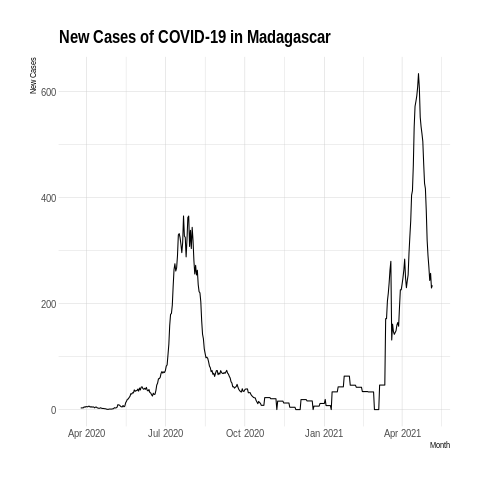 New Cases of COVID-19 in Madagascar
New Cases
600
400
200
0
Apr 2020 Jul 2020 Oct 2020 Jan 2021 Apr 2021
Month